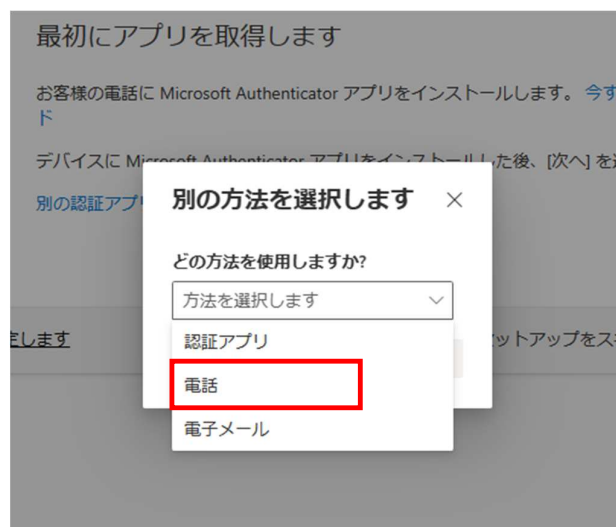 最初にアプリを取得します
お客様の電話に Microsoft Authenticator アプリをインストールします。 今す
ド
デバイスに Microsoft Authenticator アプリをインストールした後、[次へ] を
別の認証アプ
別の方法を選択します
どの方法を使用しますか?
方法を選択します
定します
ットアップをス
認証アプリ
電話
電子メール